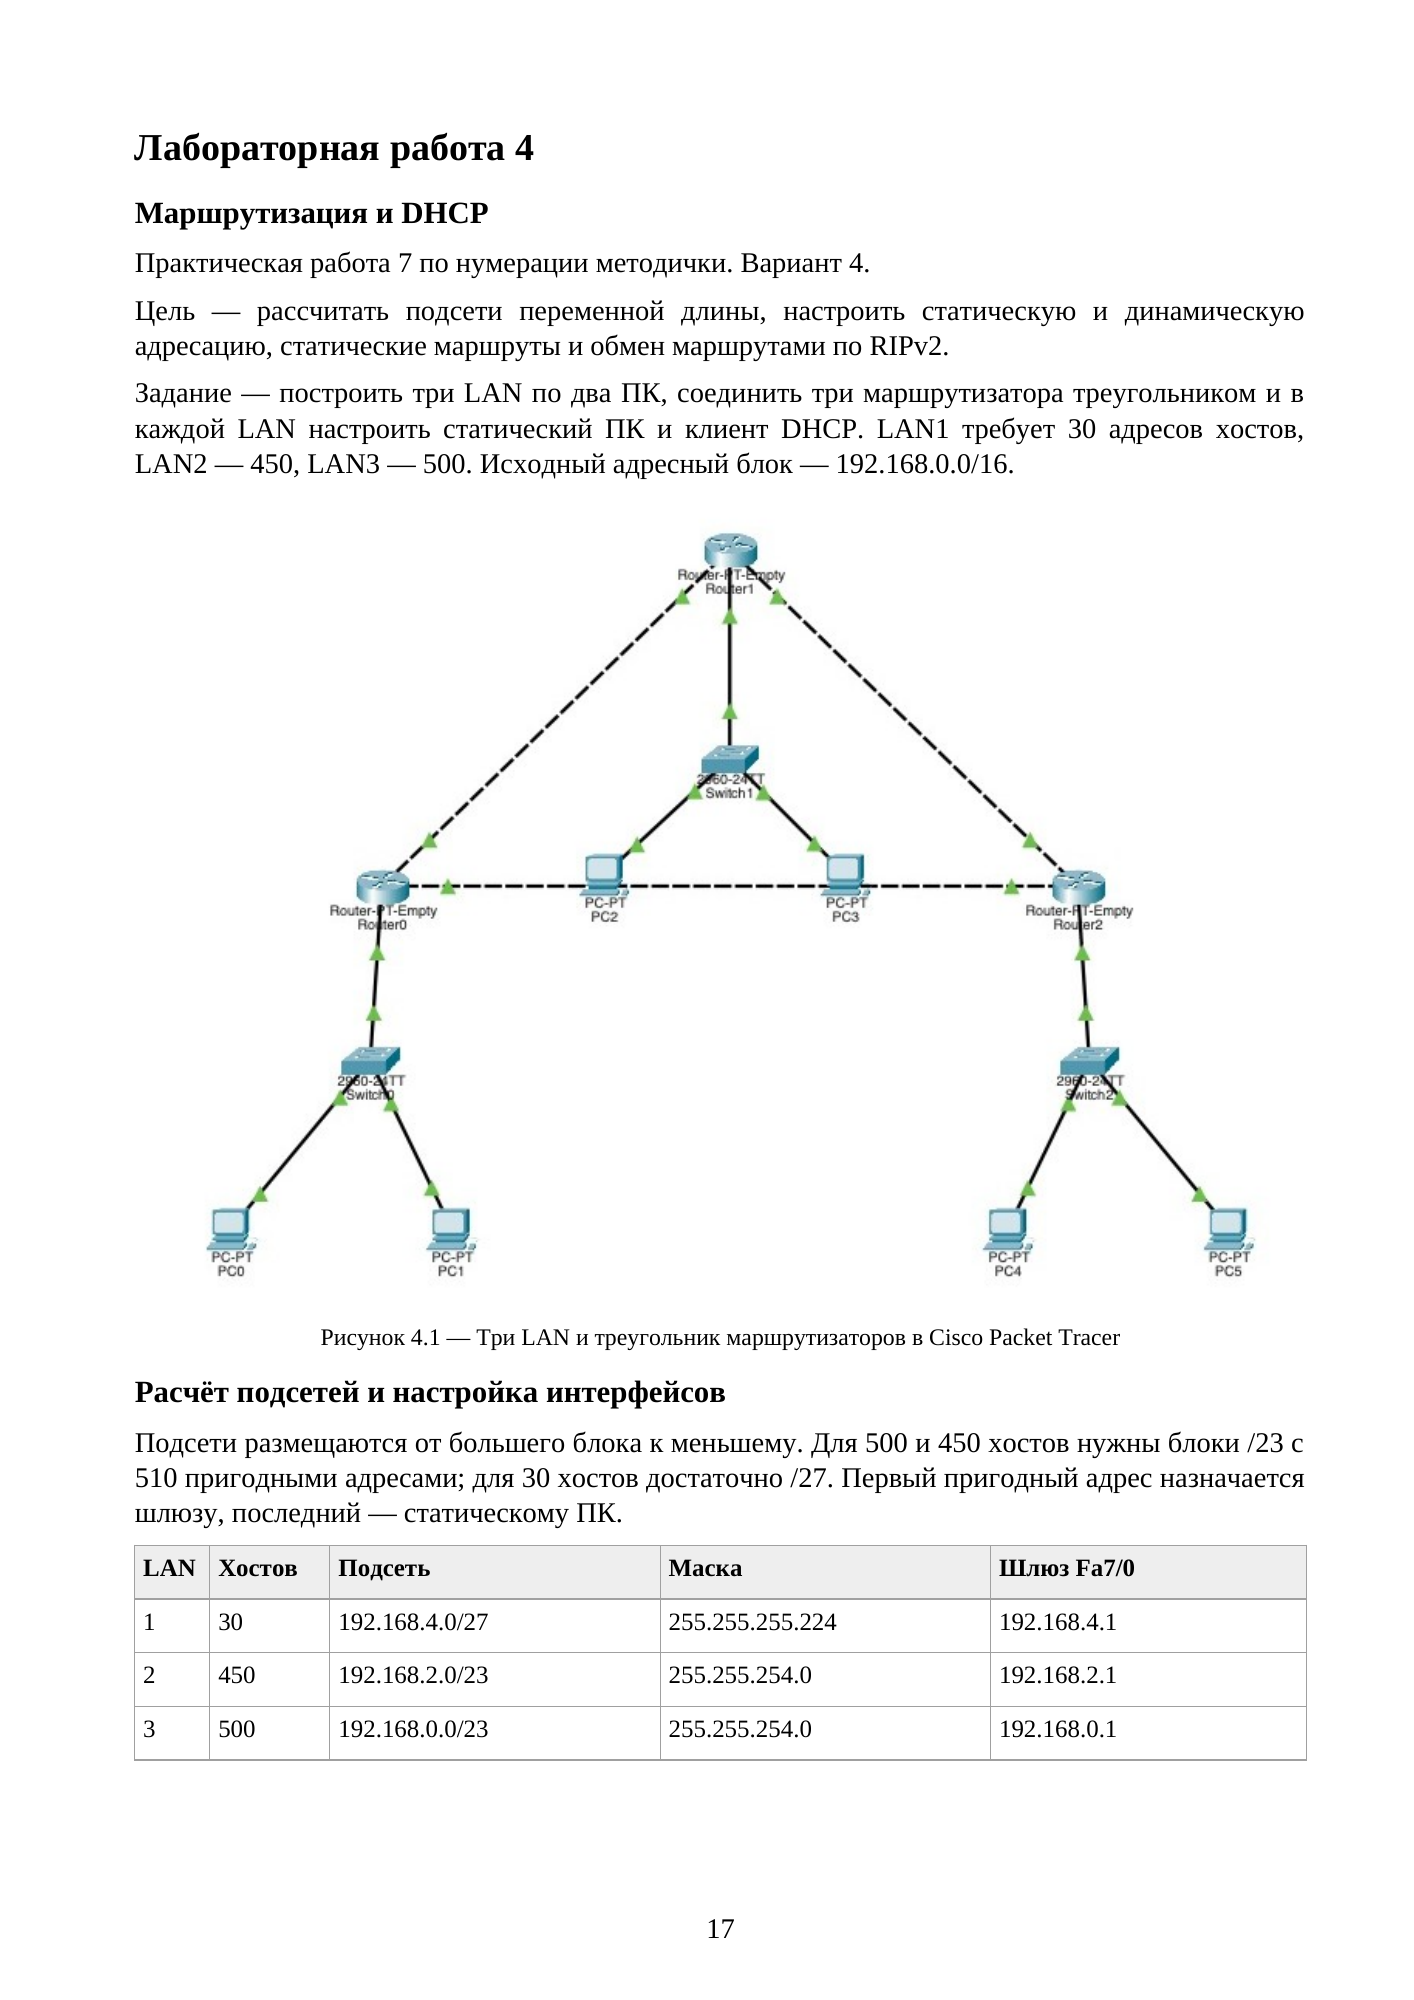 Лабораторная работа 4
Маршрутизация и DHCP
Практическая работа 7 по нумерации методички. Вариант 4.
Цель — рассчитать подсети переменной длины, настроить статическую и динамическую
адресацию, статические маршруты и обмен маршрутами по RIPv2.
Задание — построить три LAN по два ПК, соединить три маршрутизатора треугольником и в
каждой LAN настроить статический ПК и клиент DHCP. LAN1 требует 30 адресов хостов,
LAN2 — 450, LAN3 — 500. Исходный адресный блок — 192.168.0.0/16.
Router-PT-Empty
Router1
2960-24TT
Switch1
Router-PT-Empty
Router0
PC-PT
PC2
PC-PT
PC3
Router-PT-Empty
Router2
2960-24TT
Switch0
2960-24TT
Switch2
PC-PT
PC0
PC-PT
PC1
PC-PT
PC4
PC-PT
PC5
Рисунок 4.1 — Три LAN и треугольник маршрутизаторов в Cisco Packet Tracer
Расчёт подсетей и настройка интерфейсов
Подсети размещаются от большего блока к меньшему. Для 500 и 450 хостов нужны блоки /23 с
510 пригодными адресами; для 30 хостов достаточно /27. Первый пригодный адрес назначается
шлюзу, последний — статическому ПК.
LAN Хостов Подсеть Маска Шлюз Fa7/0
1 30 192.168.4.0/27 255.255.255.224 192.168.4.1
2 450 192.168.2.0/23 255.255.254.0 192.168.2.1
3 500 192.168.0.0/23 255.255.254.0 192.168.0.1
17